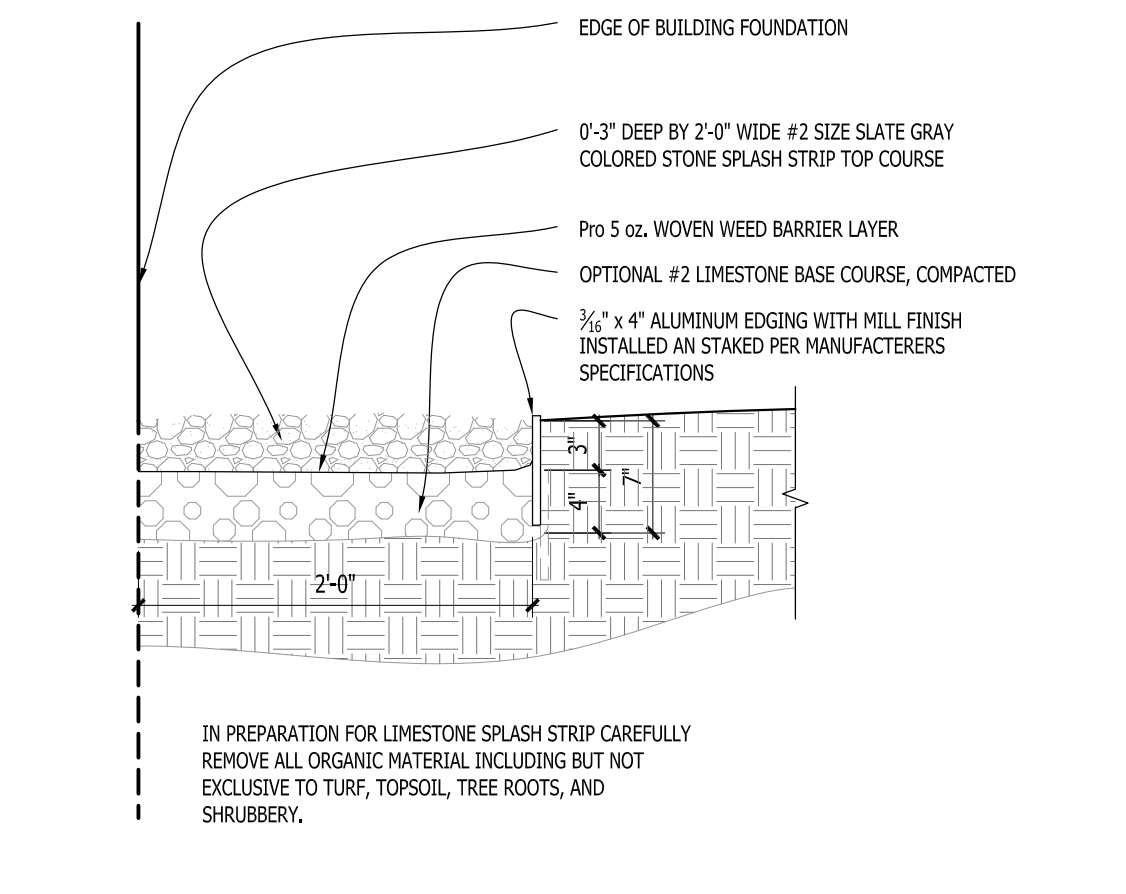 EDGE OF BUILDING FOUNDATION
0'-3" DEEP BY 2'-0" WIDE #2 SIZE SLATE GRAY
COLORED STONE SPLASH STRIP TOP COURSE
Pro 5 oz. WOVEN WEED BARRIER LAYER
OPTIONAL #2 LIMESTONE BASE COURSE, COMPACTED
3/16" x 4" ALUMINUM EDGING WITH MILL FINISH
INSTALLED AN STAKED PER MANUFACTERERS
SPECIFICATIONS
3"
7"
4"
2'-0"
IN PREPARATION FOR LIMESTONE SPLASH STRIP CAREFULLY
REMOVE ALL ORGANIC MATERIAL INCLUDING BUT NOT
EXCLUSIVE TO TURF, TOPSOIL, TREE ROOTS, AND
SHRUBBERY.